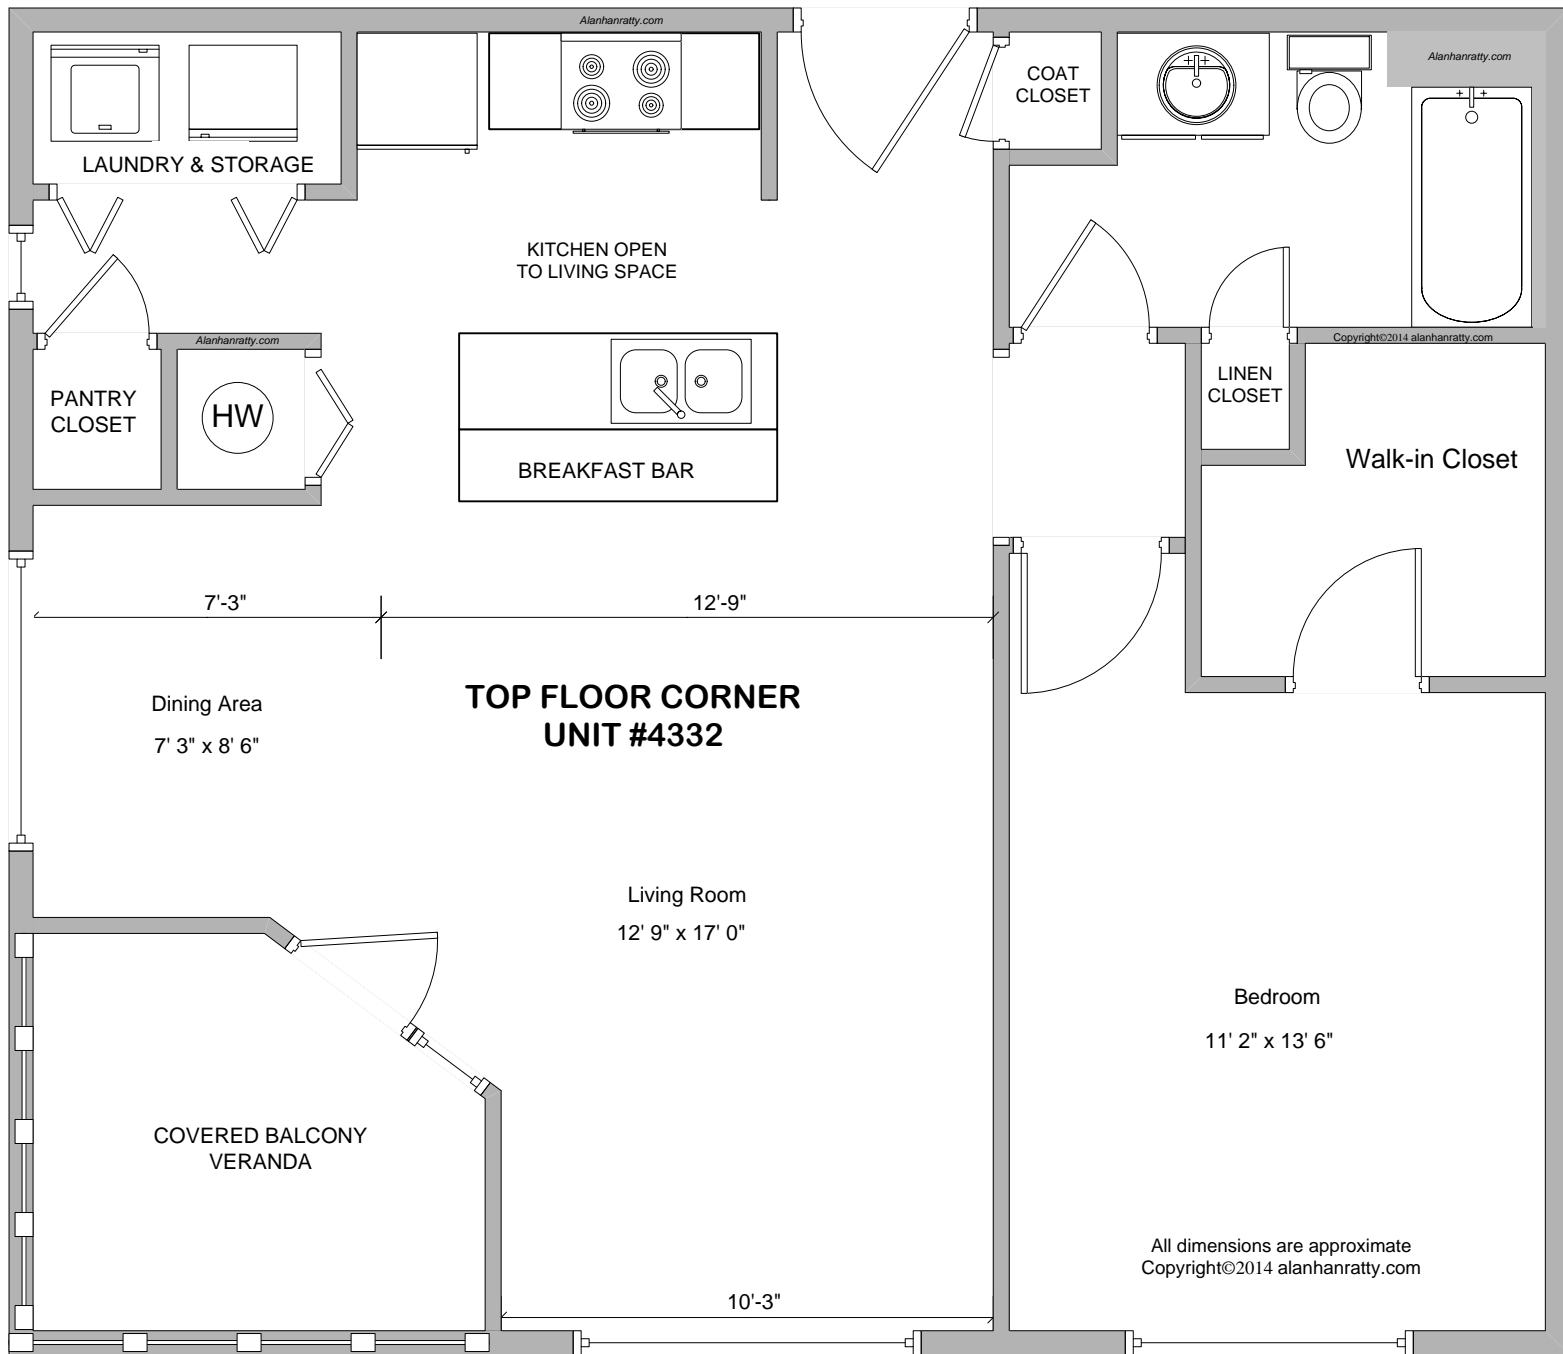 Alanhanratty.com
COAT
CLOSET
Alanhanratty.com
LAUNDRY & STORAGE
KITCHEN OPEN
TO LIVING SPACE
Alanhanratty.com
Copyright©2014 alanhanratty.com
PANTRY
CLOSET
HW
LINEN
CLOSET
Walk-in Closet
BREAKFAST BAR
7'-3"
12'-9"
TOP FLOOR CORNER
UNIT #4332
Dining Area
7' 3" x 8' 6"
Living Room
12' 9" x 17' 0"
Bedroom
11' 2" x 13' 6"
COVERED BALCONY
VERANDA
All dimensions are approximate
Copyright©2014 alanhanratty.com
10'-3"